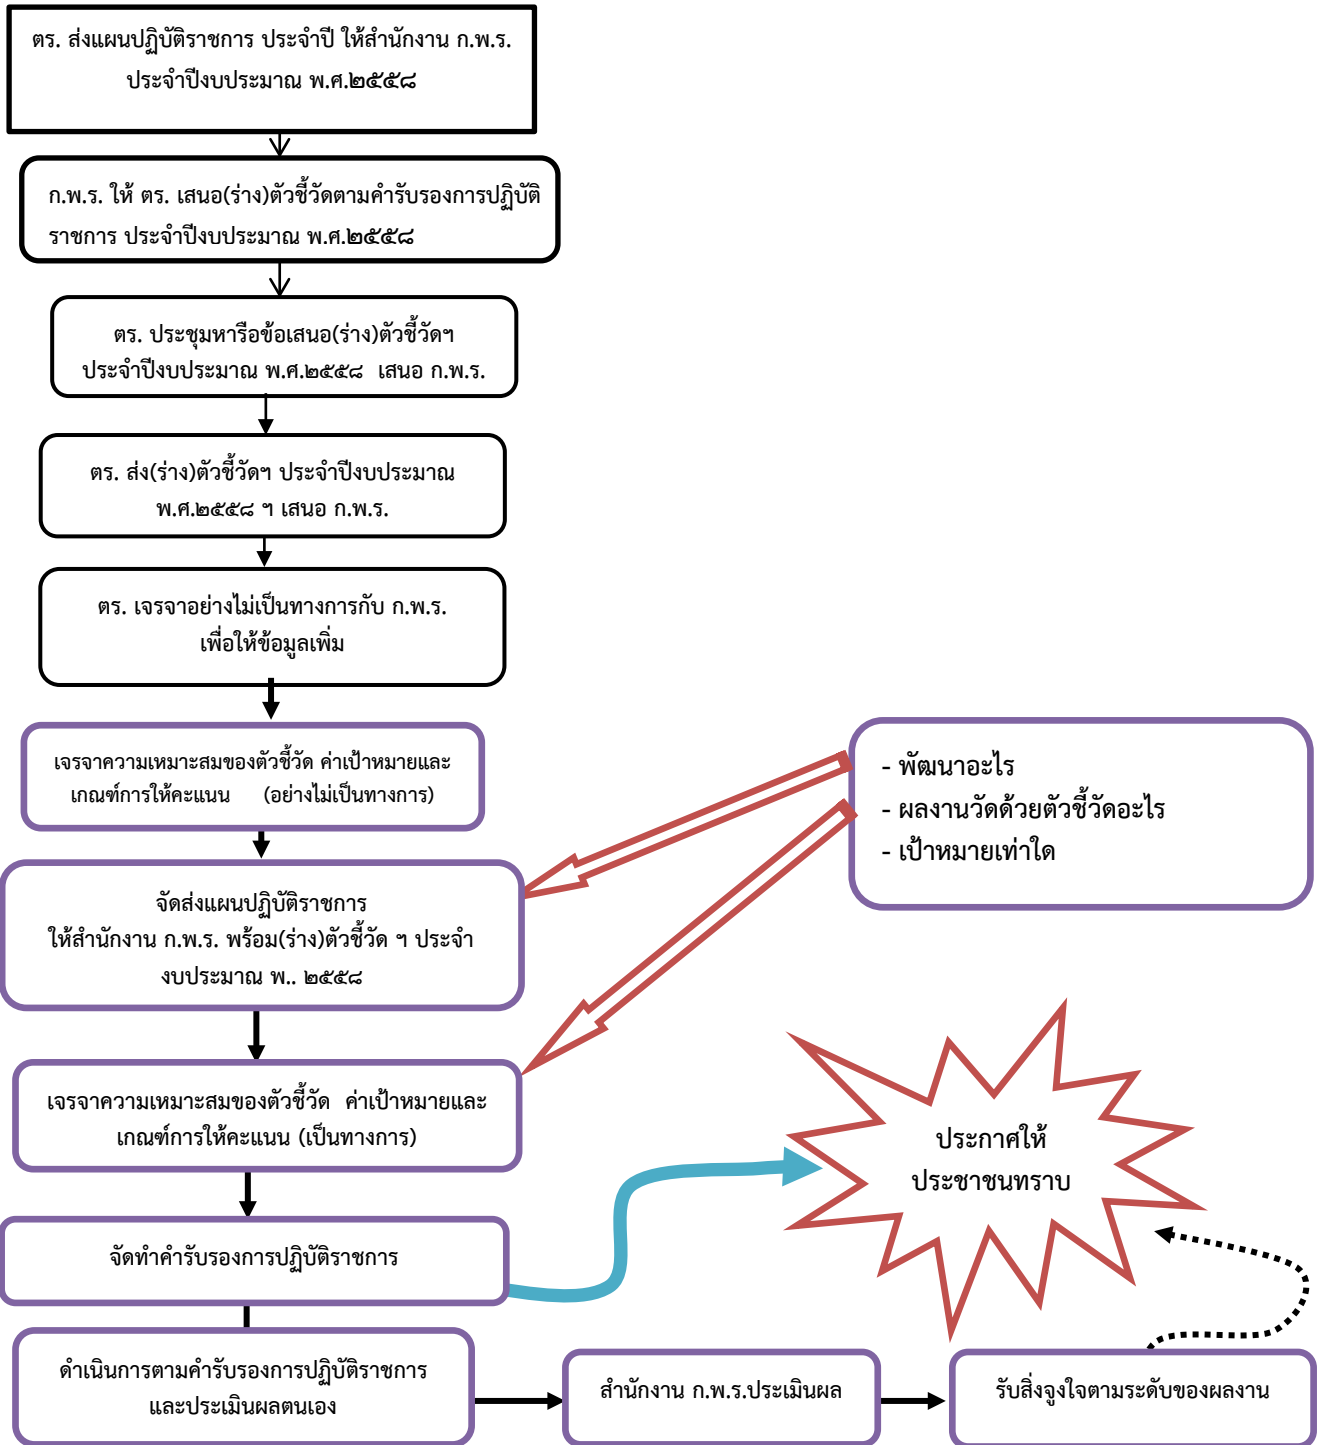 ตร. ส่งแผนปฏิบัติราชการ ประจำปี ให้สำนักงาน ก.พ.ร.
ประจำปีงบประมาณ พ.ศ.๒๕๕๘
ก.พ.ร. ให้ ตร. เสนอ(ร่าง)ตัวชี้วัดตามคำรับรองการปฏิบัติ
ราชการ ประจำปีงบประมาณ พ.ศ.๒๕๕๘
ตร. ประชุมหารือข้อเสนอ(ร่าง)ตัวชี้วัดฯ
ประจำปีงบประมาณ พ.ศ.๒๕๕๘ เสนอ ก.พ.ร.
ตร. ส่ง(ร่าง)ตัวชี้วัดฯ ประจำปีงบประมาณ
พ.ศ.๒๕๕๘ ฯ เสนอ ก.พ.ร.
ตร. เจรจาอย่างไม่เป็นทางการกับ ก.พ.ร.
เพื่อให้ข้อมูลเพิ่ม
เจรจาความเหมาะสมของตัวชี้วัด ค่าเป้าหมายและ
เกณฑ์การให้คะแนน (อย่างไม่เป็นทางการ)
- พัฒนาอะไร
- ผลงานวัดด้วยตัวชี้วัดอะไร
- เป้าหมายเท่าใด
จัดส่งแผนปฏิบัติราชการ
ให้สำนักงาน ก.พ.ร. พร้อม(ร่าง)ตัวชี้วัด ฯ ประจำ
งบประมาณ พ.. ๒๕๕๘
เจรจาความเหมาะสมของตัวชี้วัด ค่าเป้าหมายและ
เกณฑ์การให้คะแนน (เป็นทางการ)
ประกาศให้
ประชาชนทราบ
จัดทำคำรับรองการปฏิบัติราชการ
ดำเนินการตามคำรับรองการปฏิบัติราชการ
และประเมินผลตนเอง
สำนักงาน ก.พ.ร.ประเมินผล
รับสิ่งจูงใจตามระดับของผลงาน